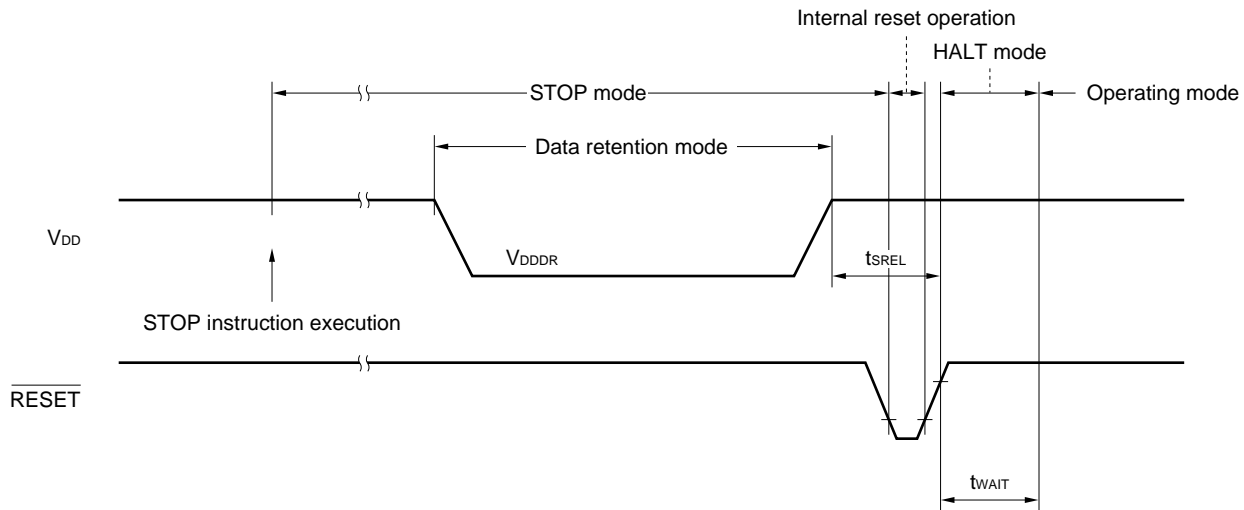 Internal reset operation
HALT mode
STOP mode
Operating mode
Data retention mode
VDD
VDDDR
tSREL
STOP instruction execution
RESET
tWAIT